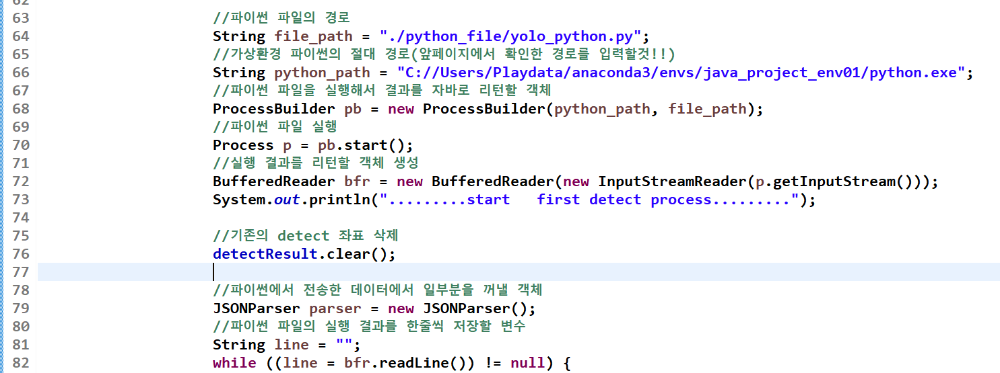 62
63 //파이썬 파일의 경로
64 String file_path = "./python_file/yolo_python.py";
65 //가상환경 파이썬의 절대 경로(앞페이지에서 확인한 경로를 입력할것!!)
66 String python_path = "C://Users/Playdata/anaconda3/envs/java_project_env01/python.exe";
67 //파이썬 파일을 실행해서 결과를 자바로 리턴할 객체
68 ProcessBuilder pb = new ProcessBuilder(python_path, file_path);
69 //파이썬 파일 실행
70 Process p = pb.start();
71 //실행 결과를 리턴할 객체 생성
72 BufferedReader bfr = new BufferedReader(new InputStreamReader(p.getInputStream()));
73 System.out.println(".........start   first detect process.........");
74
75 //기존의 detect 좌표 삭제
76 detectResult.clear();
77
78 //파이썬에서 전송한 데이터에서 일부분을 꺼낼 객체
79 JSONParser parser = new JSONParser();
80 //파이썬 파일의 실행 결과를 한줄씩 저장할 변수
81 String line = "";
82 while ((line = bfr.readLine()) != null) {